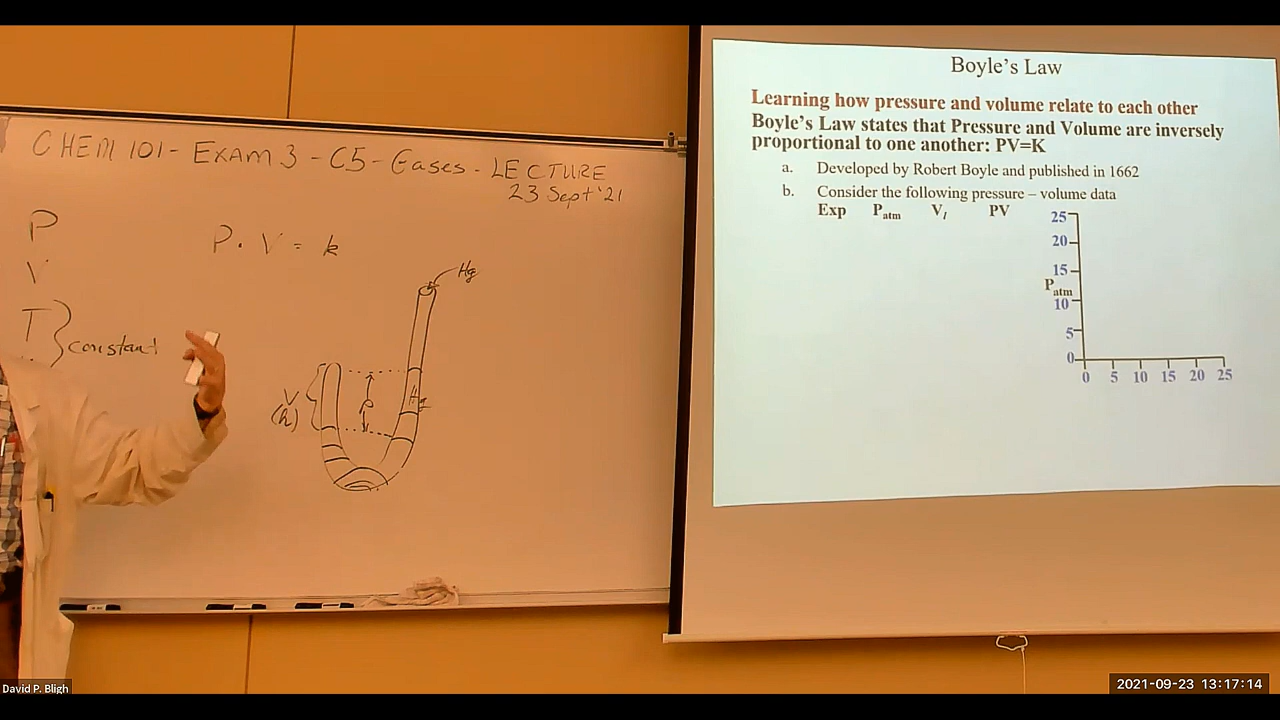 CHEM 101 - EXAM 3 - C5 - Gases - LECTURE
23 Sept '21
P
V
T
constant
P · V = k
Hg
V
(h)
P
Hg
Boyle's Law
Learning how pressure and volume relate to each other
Boyle's Law states that Pressure and Volume are inversely
proportional to one another: PV=K
a. Developed by Robert Boyle and published in 1662
b. Consider the following pressure – volume data
Exp Patm Vl PV
25
20
15
Patm
10
5
0
0 5 10 15 20 25
David P. Bligh
2021-09-23 13:17:14